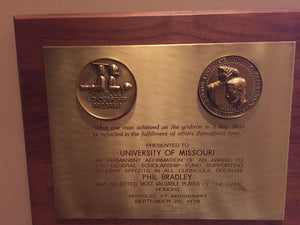 SCHOLARSHIP
PROGRAM
"What one man achieved on the gridiron in a day, shall
be reflected in the fulfillment of others throughout time."
PRESENTED TO
UNIVERSITY OF MISSOURI
AS PERMANENT AFFIRMATION OF AN AWARD TO
THE GENERAL SCHOLARSHIP FUND, SUPPORTING
STUDENT EFFORTS IN ALL CURRICULA, BECAUSE
PHIL BRADLEY
WAS SELECTED MOST VALUABLE PLAYER OF THE GAME
HONORS
MISSOURI AT MISSISSIPPI
SEPTEMBER 22, 1979